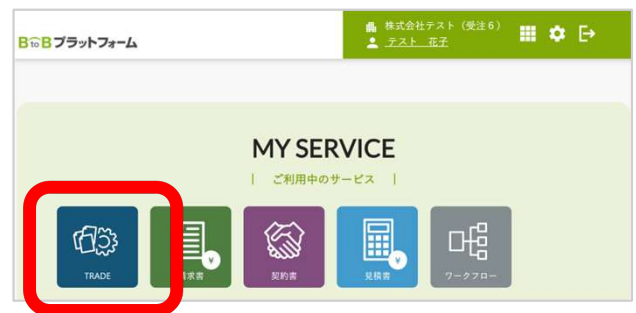 BtoBプラットフォーム
株式会社テスト（受注６）
テスト 花子
MY SERVICE
| ご利用中のサービス |
TRADE
求書
契約書
見積書
ワークフロー